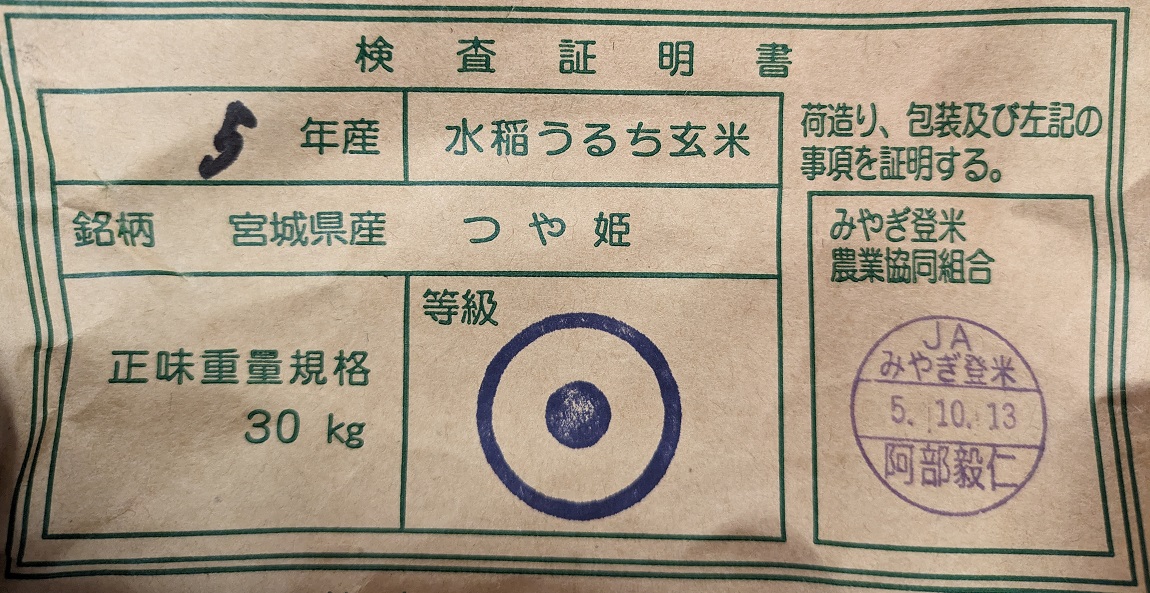 検査証明書
5年産
水稲うるち玄米
銘柄 宮城県産 つや姫
正味重量規格
30 kg
等級
荷造り、包装及び左記の
事項を証明する。
みやぎ登米
農業協同組合
JA
みやぎ登米
5. 10. 13
阿部毅仁